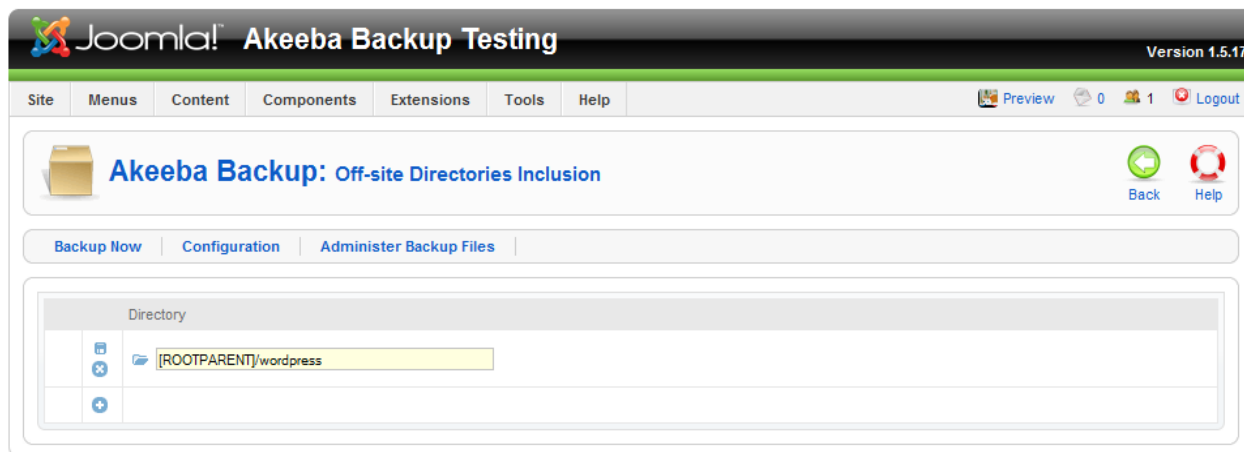 Joomla!™ Akeeba Backup Testing
Version 1.5.17
Site Menus Content Components Extensions Tools Help Preview 0 1 Logout
Akeeba Backup: Off-site Directories Inclusion
Back Help
Backup Now Configuration Administer Backup Files
Directory
[ROOTPARENT]/wordpress